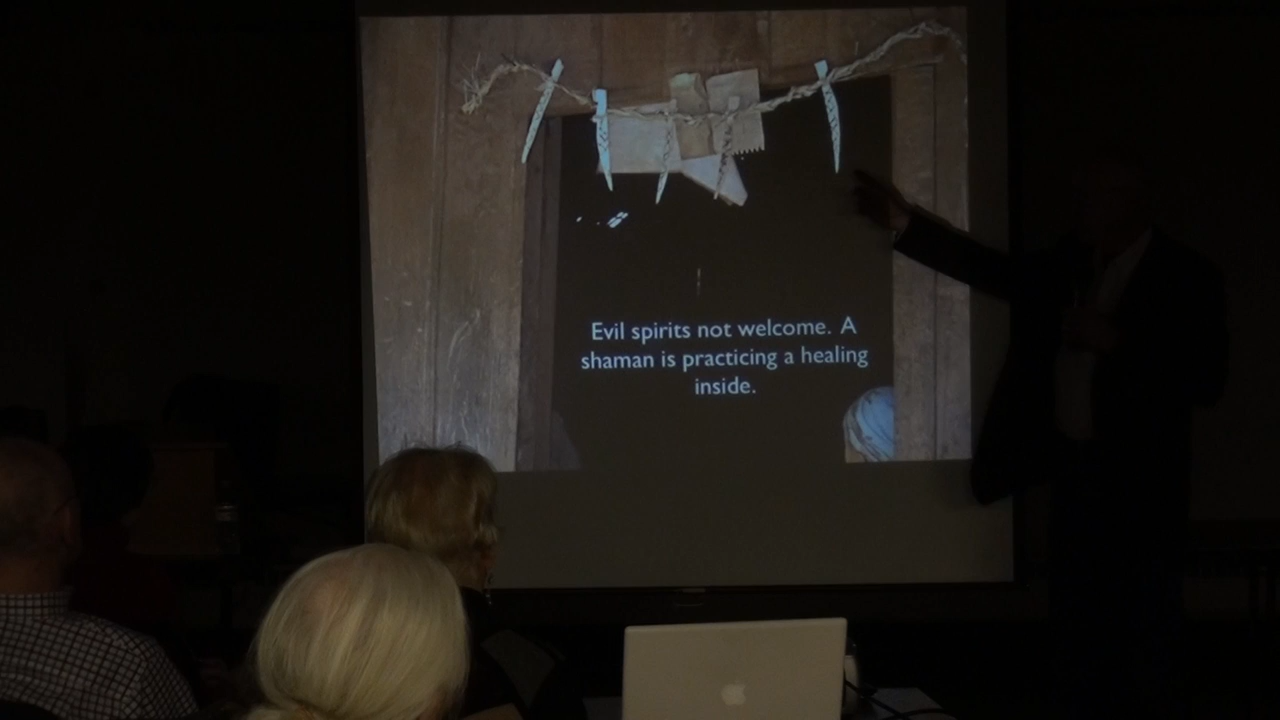 Evil spirits not welcome. A
shaman is practicing a healing
inside.